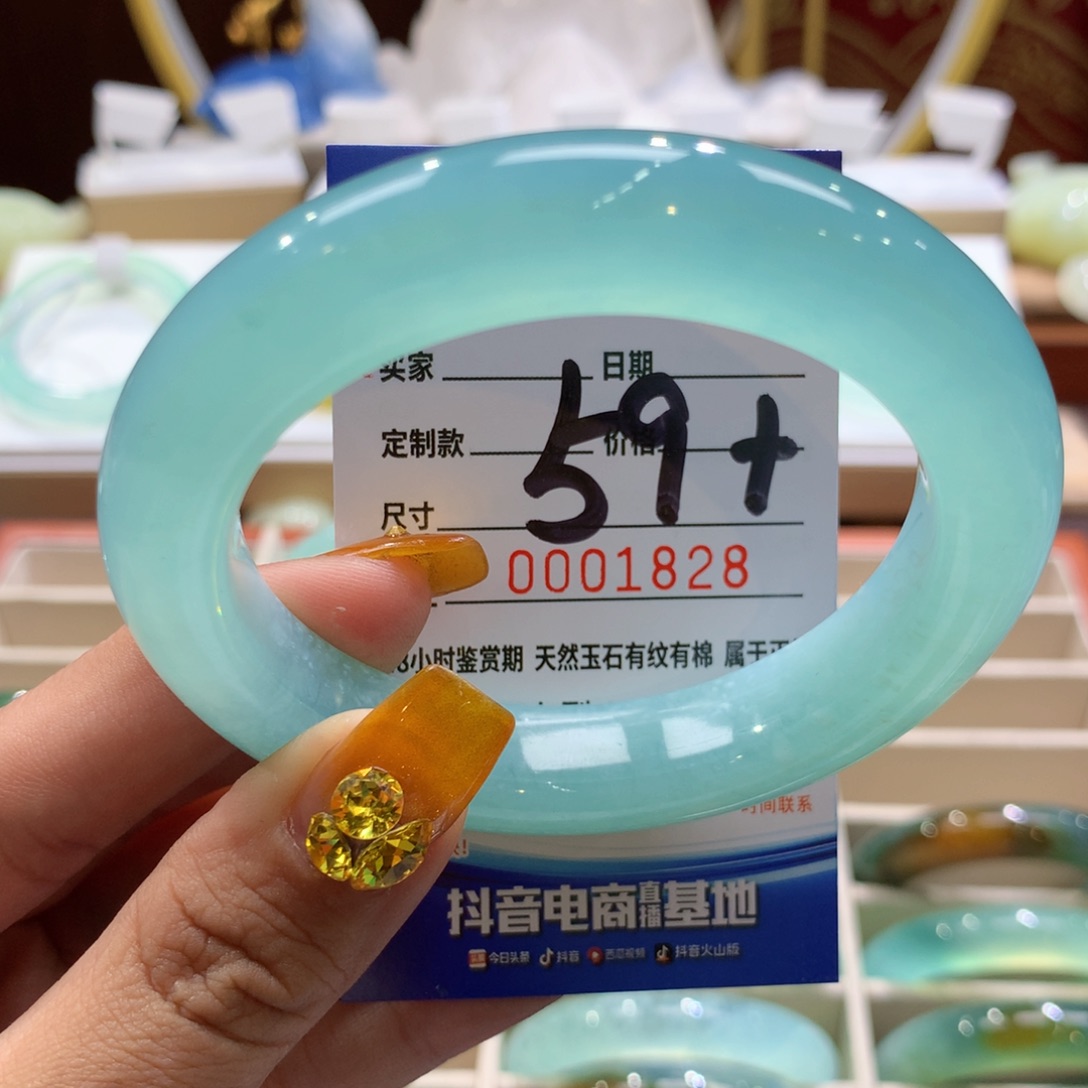 买家 日期
定制款 价格
59+
尺寸
0001828
8小时鉴赏期 天然玉石有纹有棉 属于正
时间联系
抖音电商直播基地
今日头条 抖音 西瓜视频 抖音火山版